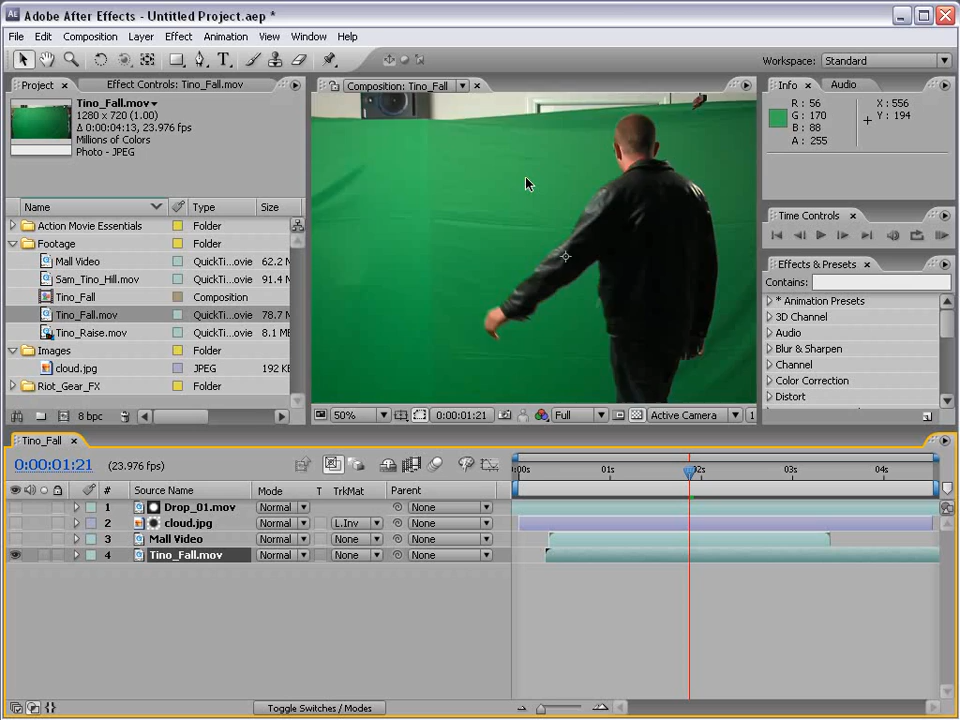 Adobe After Effects - Untitled Project.aep *
File Edit Composition Layer Effect Animation View Window Help
Workspace: Standard
Project × Effect Controls: Tino_Fall.mov
Tino_Fall.mov
1280 x 720 (1.00)
Δ 0:00:04:13, 23.976 fps
Millions of Colors
Photo - JPEG
Name Type Size
Action Movie Essentials Folder
Footage Folder
Mall Video QuickTi...ovie 62.2 M
Sam_Tino_Hill.mov QuickTi...ovie 91.4 M
Tino_Fall Composition
Tino_Fall.mov QuickTi...ovie 78.7 M
Tino_Raise.mov QuickTi...ovie 8.1 MB
Images Folder
cloud.jpg JPEG 192 KB
Riot_Gear_FX Folder
8 bpc
Composition: Tino_Fall ×
50% 0:00:01:21 Full Active Camera 1
Info × Audio
R : 56 X : 556
G : 170 Y : 194
B : 88
A : 255
Time Controls ×
Effects & Presets ×
Contains:
* Animation Presets
3D Channel
Audio
Blur & Sharpen
Channel
Color Correction
Distort
Tino_Fall ×
0:00:01:21 (23.976 fps)
):00s 01s 02s 03s 04s
# Source Name Mode T TrkMat Parent
1 Drop_01.mov Normal None
2 cloud.jpg Normal L.Inv None
3 Mall Video Normal None None
4 Tino_Fall.mov Normal None None
Toggle Switches / Modes